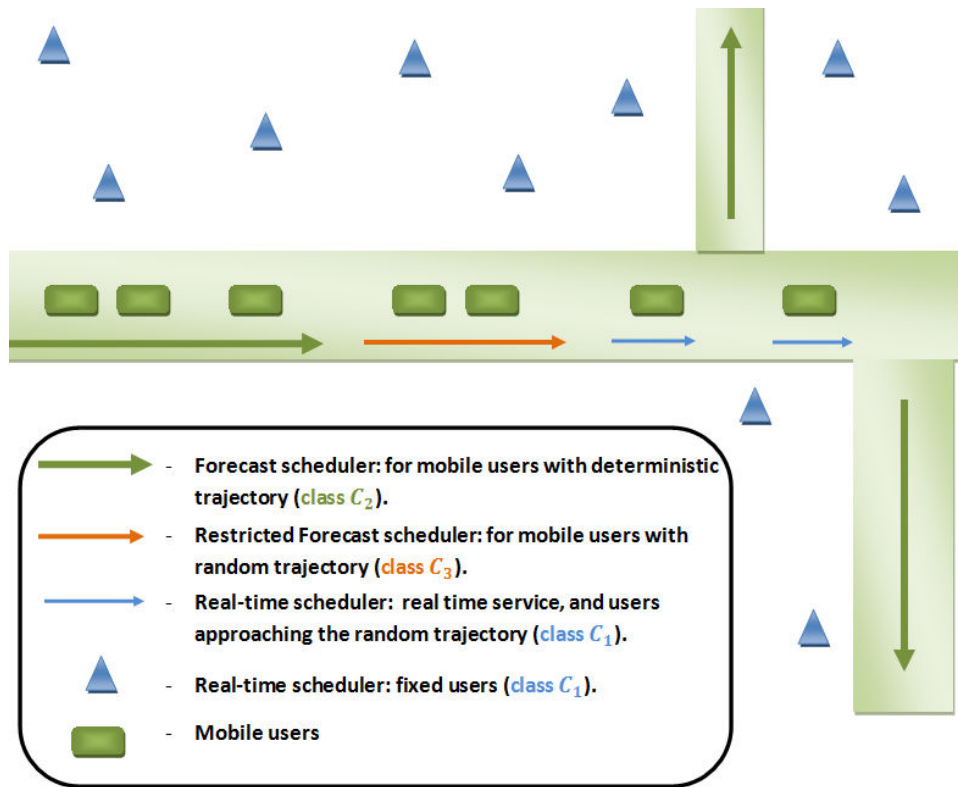 - Forecast scheduler: for mobile users with deterministic
trajectory (class C₂).
- Restricted Forecast scheduler: for mobile users with
random trajectory (class C₃).
- Real-time scheduler: real time service, and users
approaching the random trajectory (class C₁).
- Real-time scheduler: fixed users (class C₁).
- Mobile users